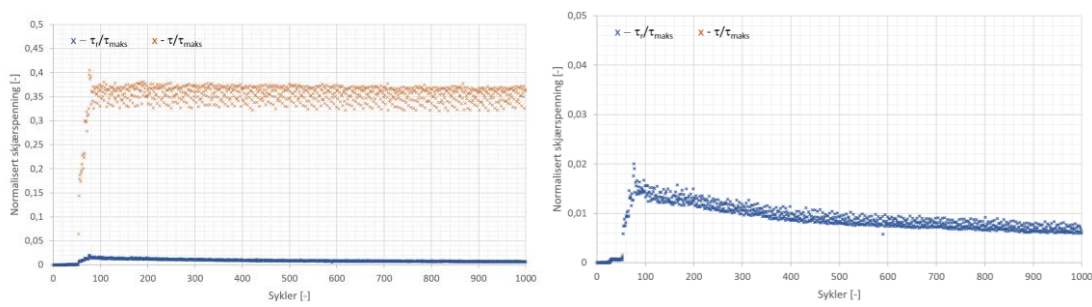 0,5
0,45
0,4
0,35
0,3
0,25
0,2
0,15
0,1
0,05
0
Normalisert skjærspenning [-]
x – τr/τmaks x - τ/τmaks
0 100 200 300 400 500 600 700 800 900 1000
Sykler [-]
0,05
0,04
0,03
0,02
0,01
0
Normalisert skjærspenning [-]
x – τr/τmaks x - τ/τmaks
0 100 200 300 400 500 600 700 800 900 1000
Sykler [-]